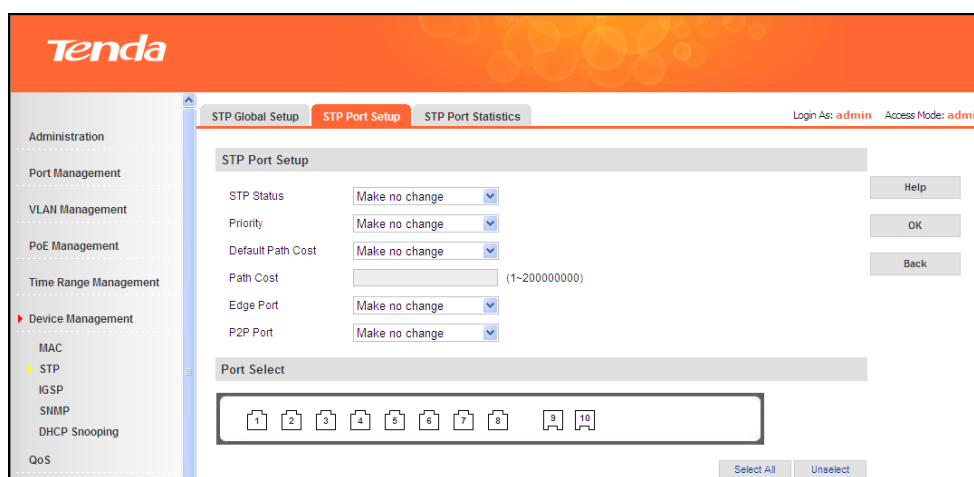 Tenda
STP Global Setup STP Port Setup STP Port Statistics Login As: admin Access Mode: admi
Administration
Port Management
VLAN Management
PoE Management
Time Range Management
Device Management
MAC
STP
IGSP
SNMP
DHCP Snooping
QoS
STP Port Setup
STP Status Make no change
Priority Make no change
Default Path Cost Make no change
Path Cost (1~200000000)
Edge Port Make no change
P2P Port Make no change
Help
OK
Back
Port Select
1 2 3 4 5 6 7 8 9 10
Select All Unselect